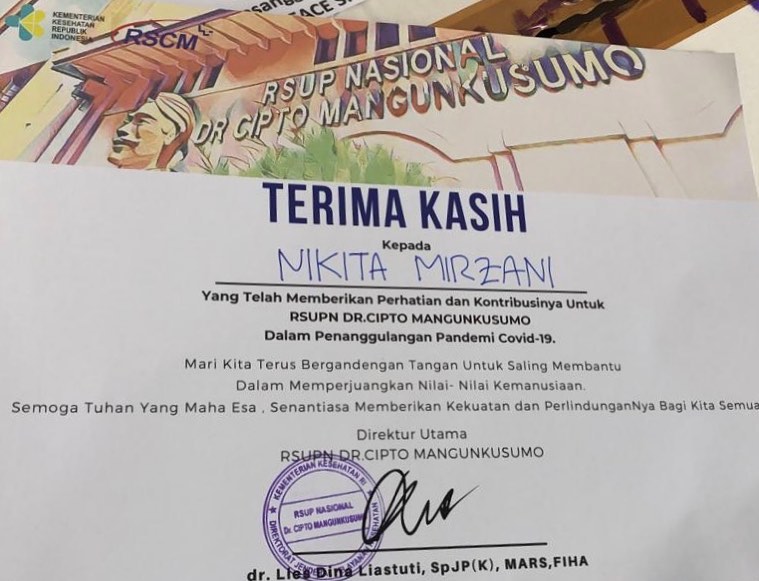 KEMENTERIAN
KESEHATAN
REPUBLIK
INDONESIA
RSCM
RSUP NASIONAL
DR CIPTO MANGUNKUSUMO
TERIMA KASIH
Kepada
NIKITA MIRZANI
Yang Telah Memberikan Perhatian dan Kontribusinya Untuk
RSUPN DR.CIPTO MANGUNKUSUMO
Dalam Penanggulangan Pandemi Covid-19.
Mari Kita Terus Bergandengan Tangan Untuk Saling Membantu
Dalam Memperjuangkan Nilai- Nilai Kemanusiaan.
Semoga Tuhan Yang Maha Esa , Senantiasa Memberikan Kekuatan dan PerlindunganNya Bagi Kita Semua
Direktur Utama
RSUPN DR.CIPTO MANGUNKUSUMO
KEMENTERIAN KESEHATAN RI
RSUP NASIONAL
Dr. CIPTO MANGUNKUSUMO
dr. Lies Dina Liastuti, SpJP(K), MARS,FIHA